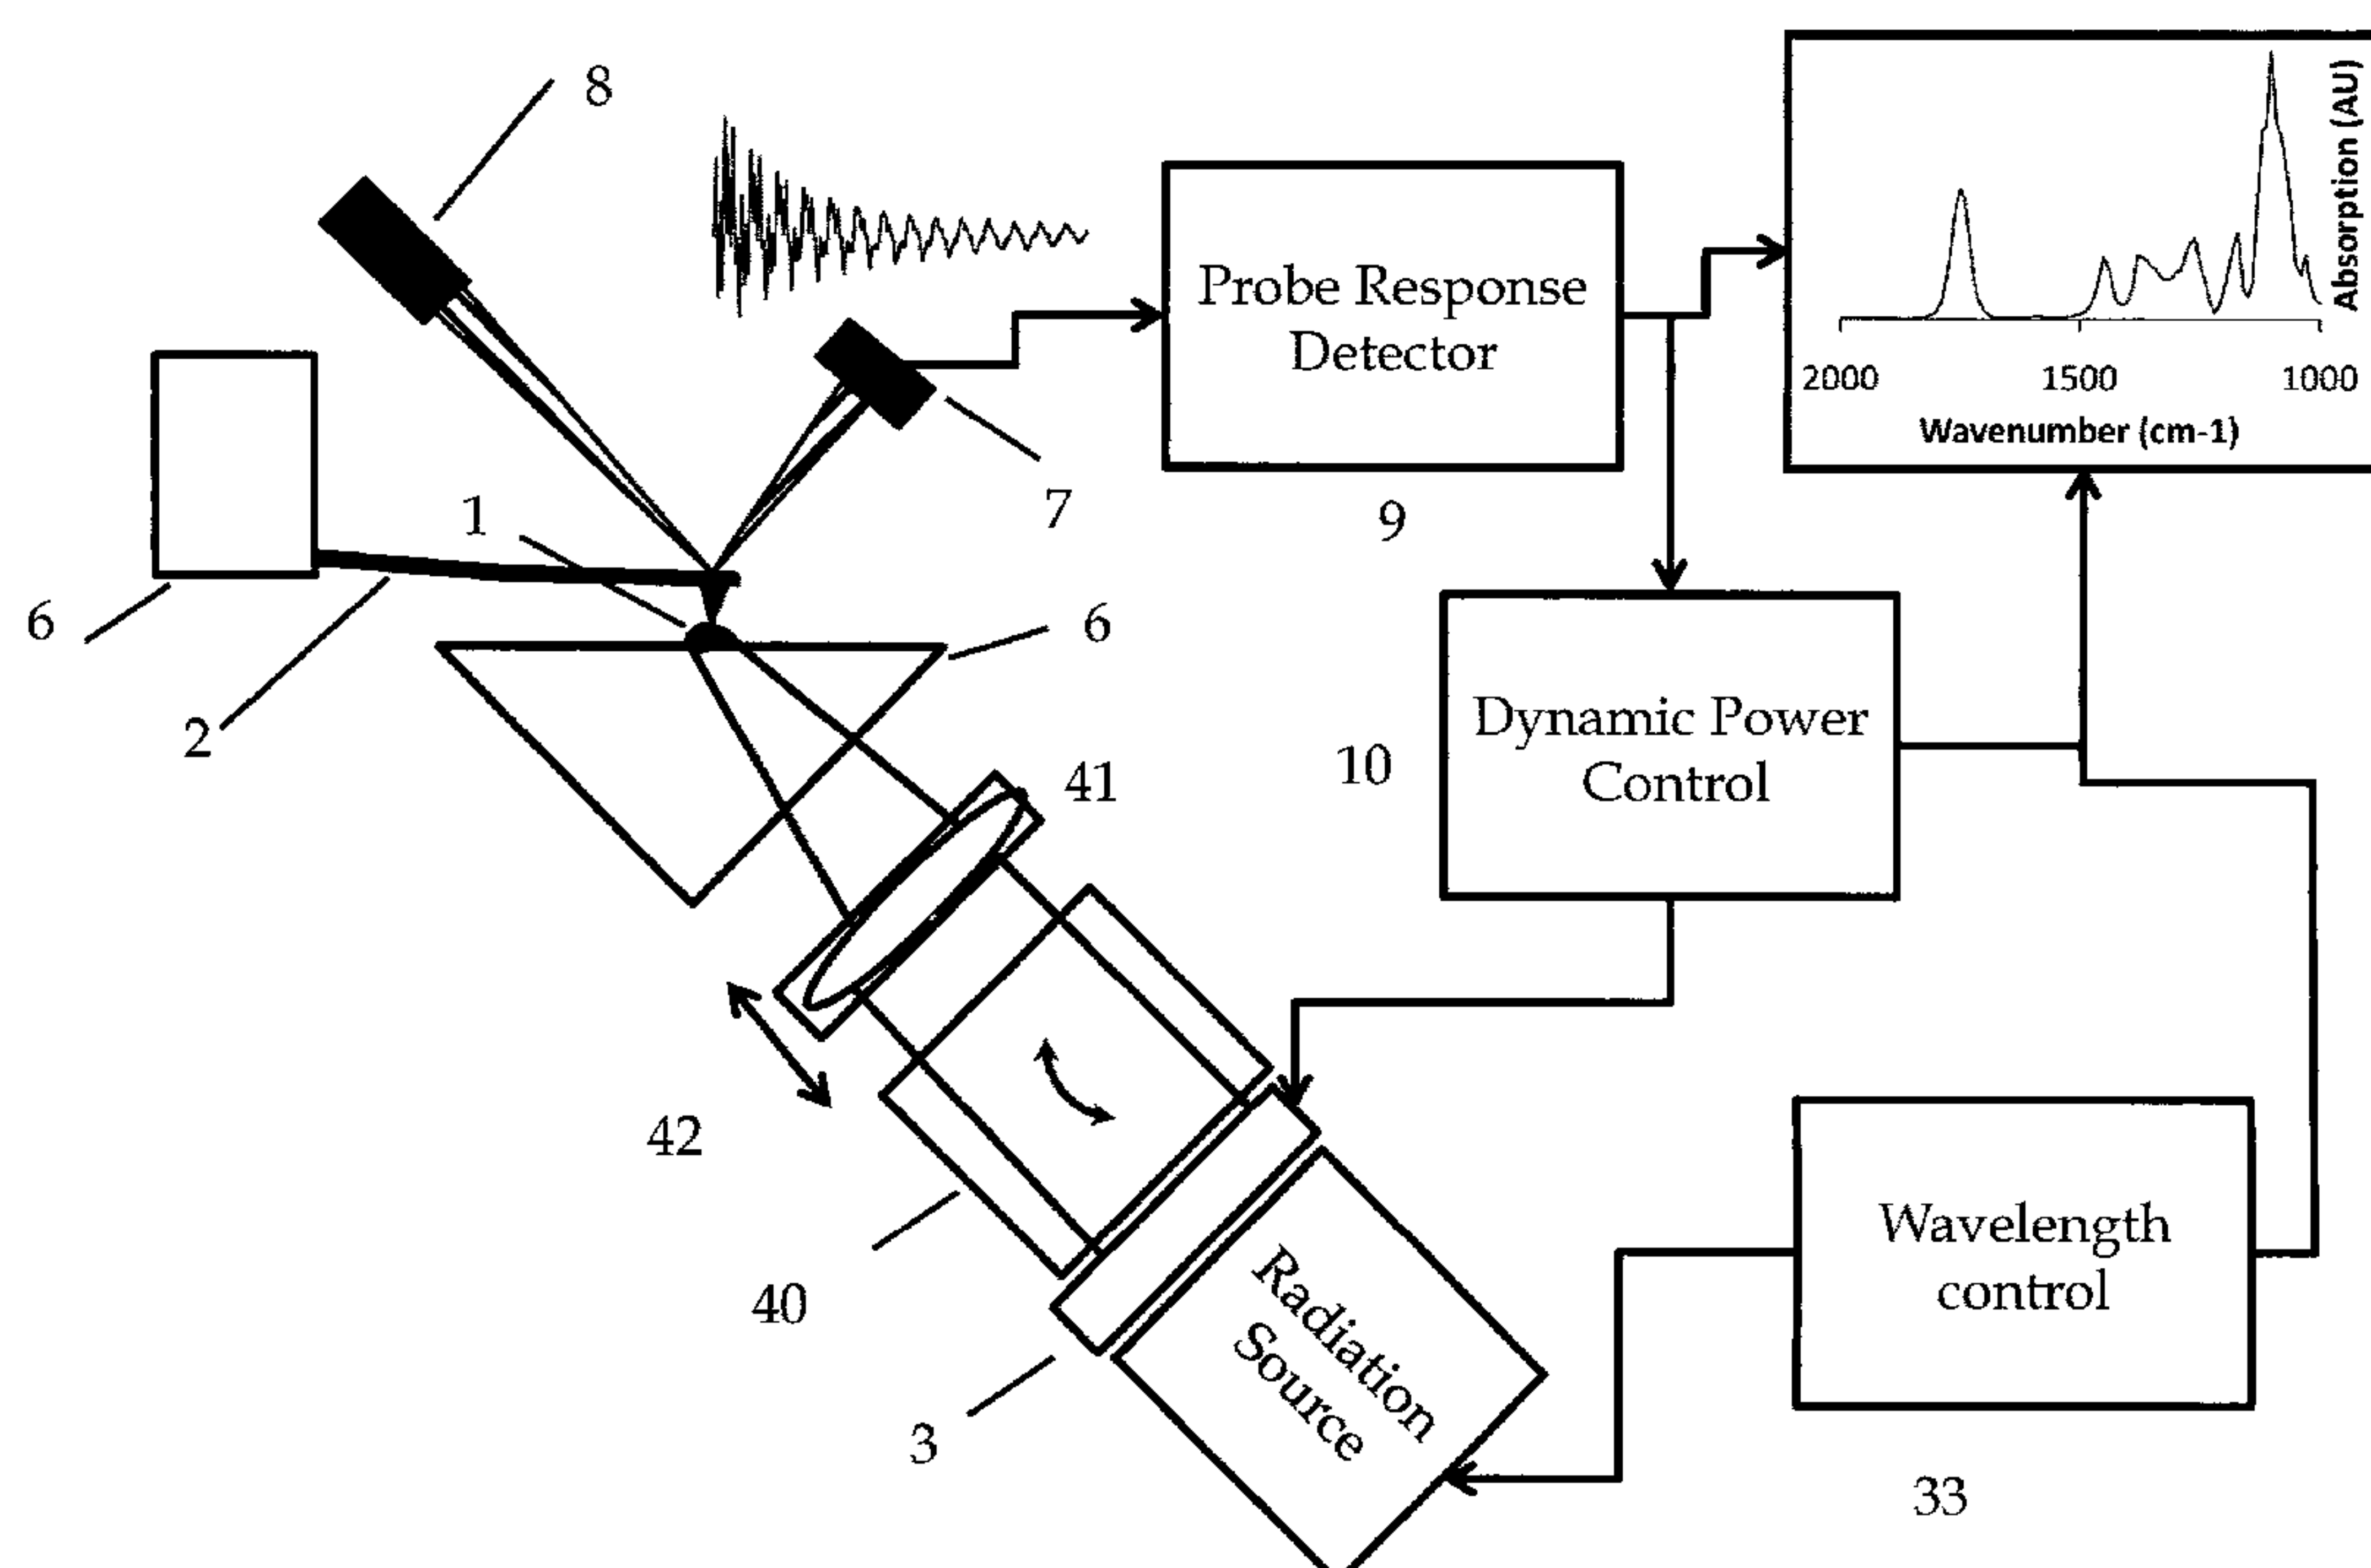 8
Probe Response
Detector
Absorption (AU)
2000
1500
1000
Wavenumber (cm-1)
1
7
9
6
6
2
Dynamic Power
Control
10
41
42
40
Radiation
Source
Wavelength
control
3
33